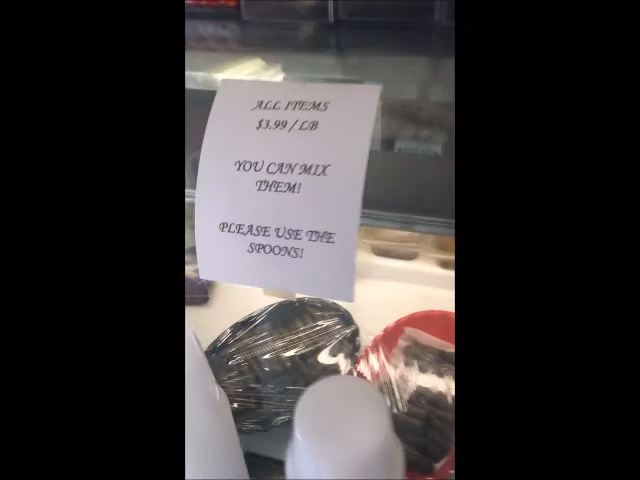 ALL ITEMS
$3.99 / LB
YOU CAN MIX
THEM!
PLEASE USE THE
SPOONS!